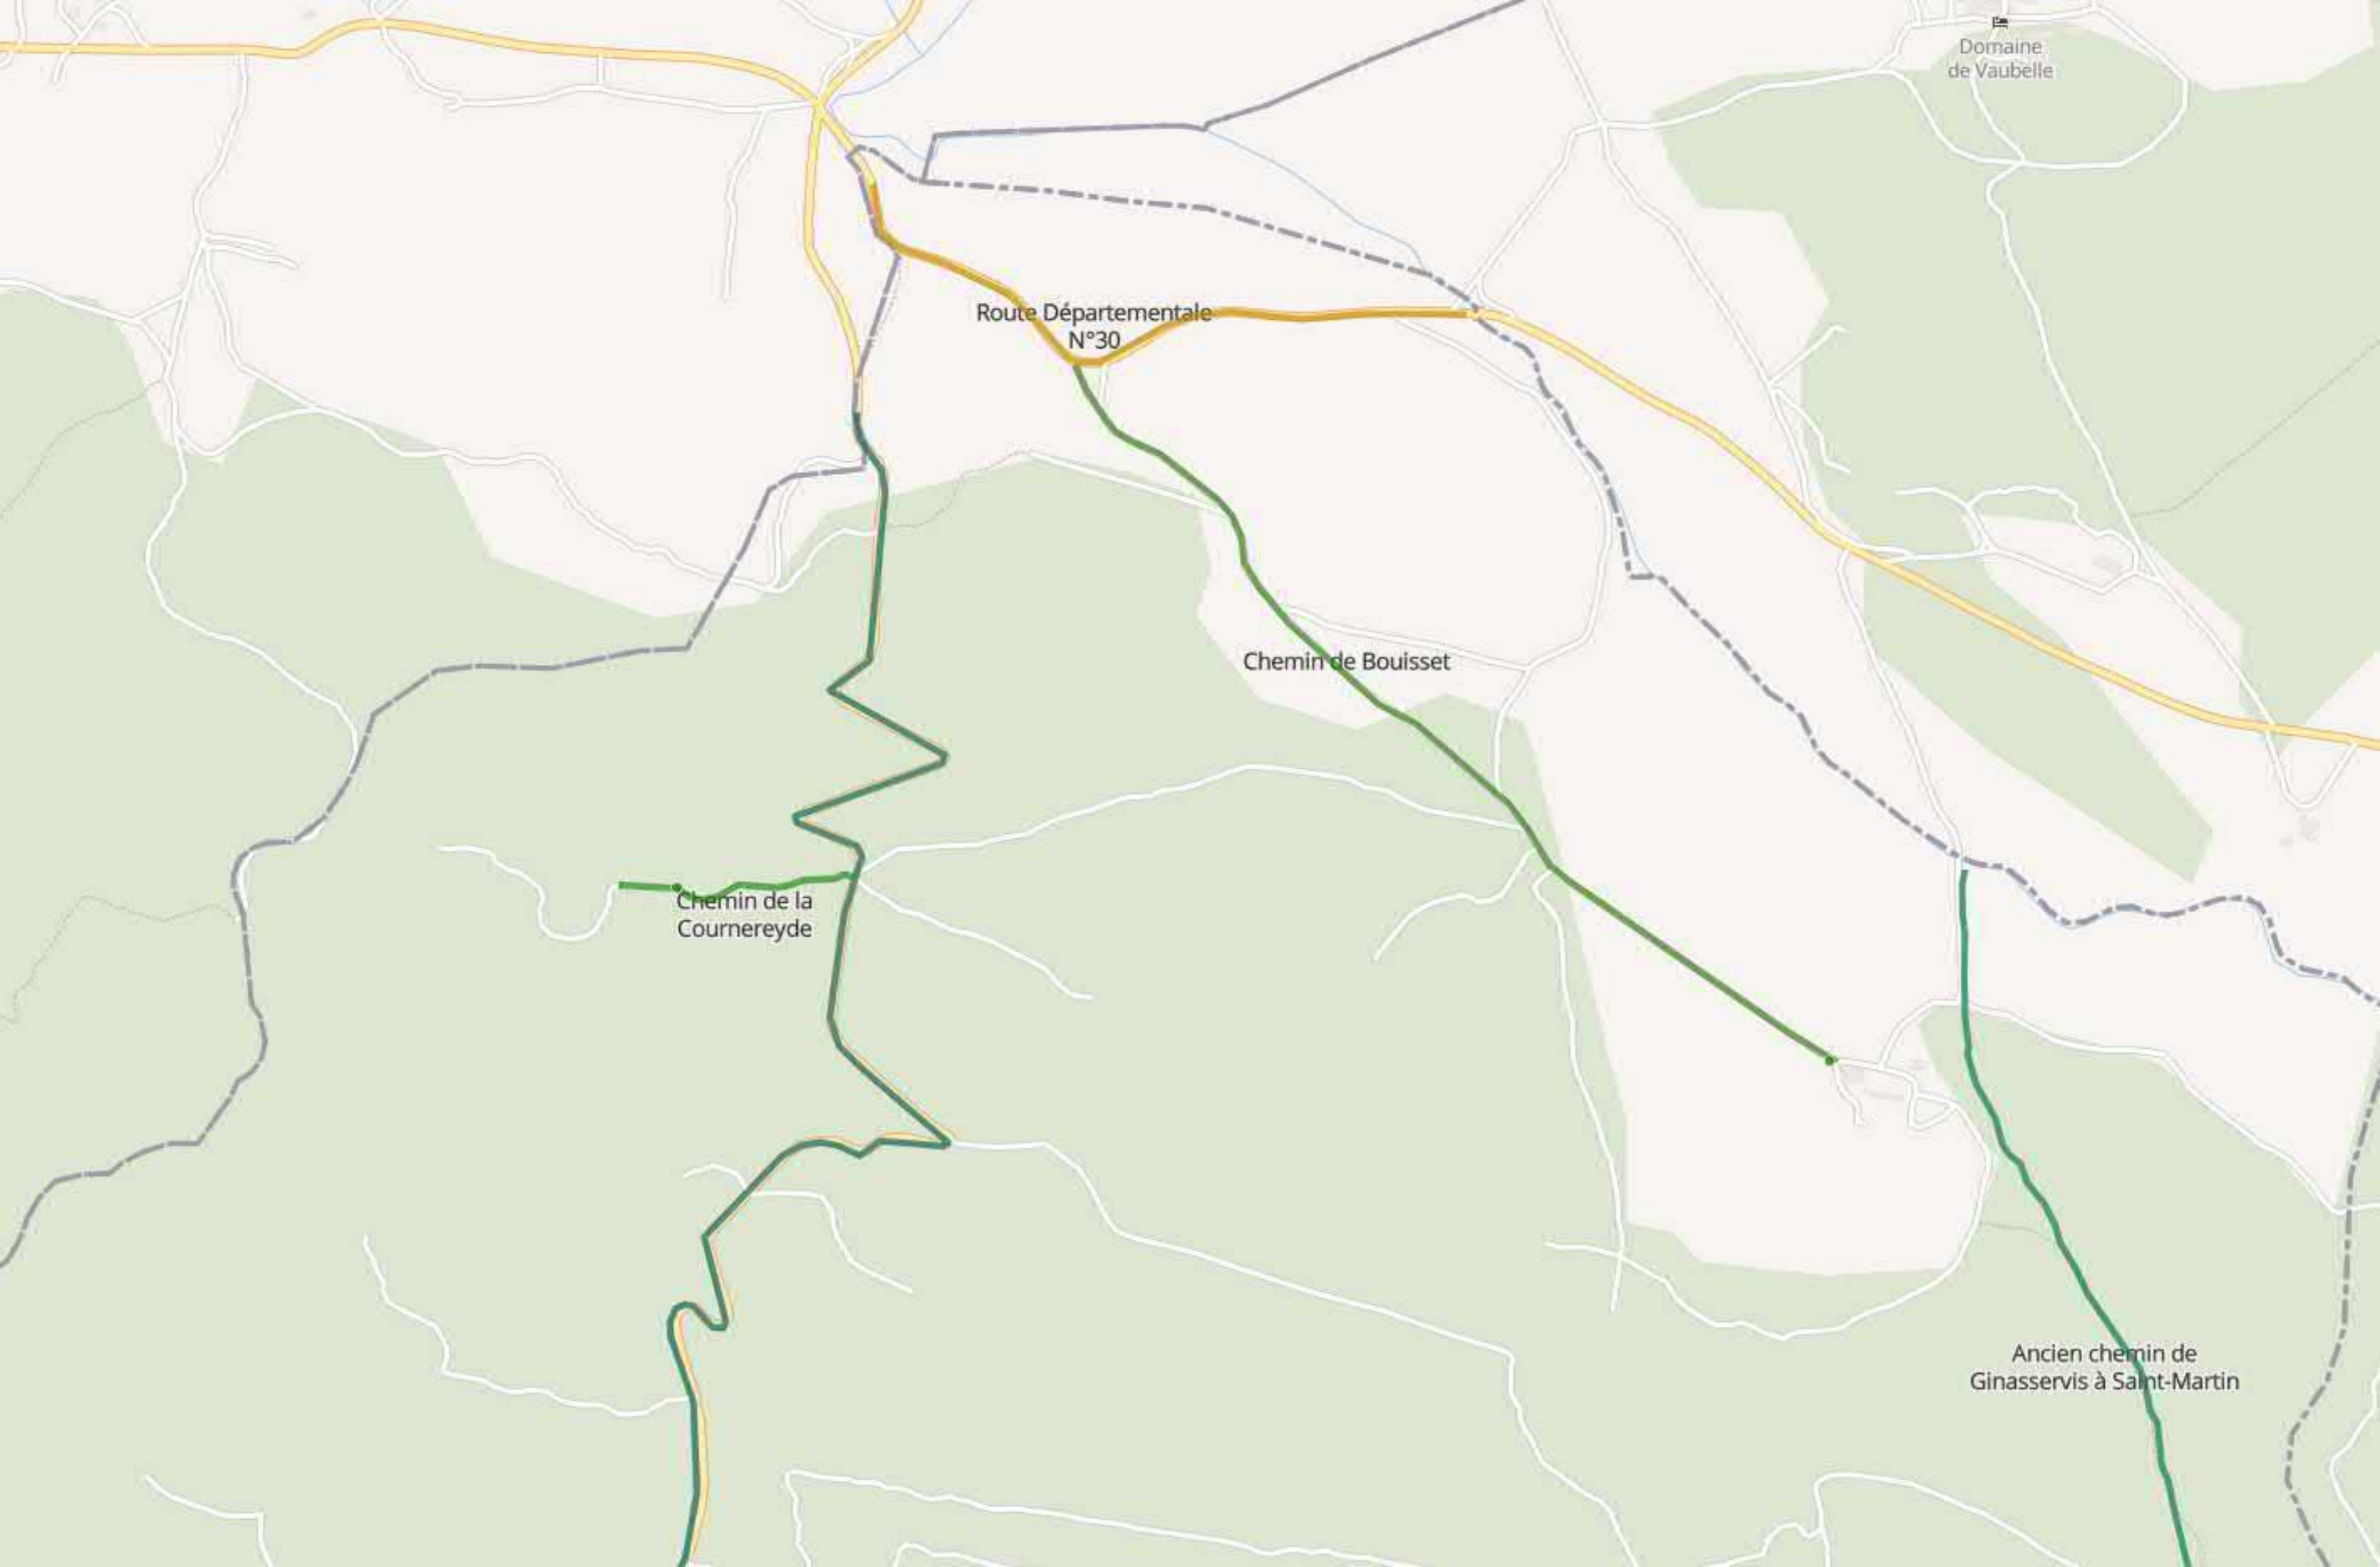 Domaine
de Vaubelle
Route Départementale
N°30
Chemin de Bouisset
Chemin de la
Cournereyde
Ancien chemin de
Ginasservis à Saint-Martin